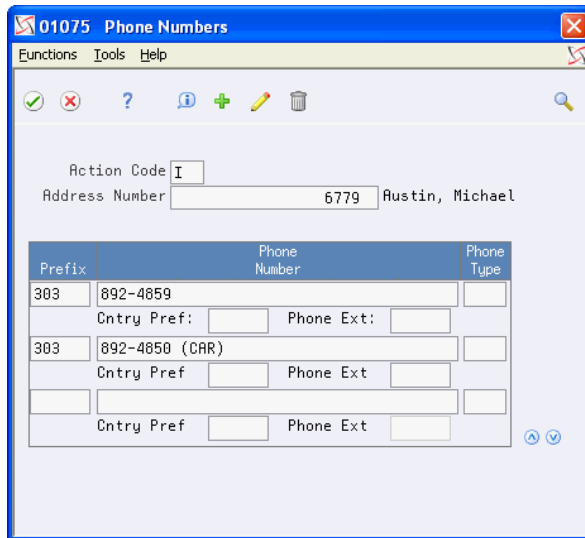 01075 Phone Numbers
Functions Tools Help
?
Action Code I
Address Number 6779 Austin, Michael
Prefix Phone Number Phone Type
303 892-4859
Cntry Pref: Phone Ext:
303 892-4850 (CAR)
Cntry Pref Phone Ext
Cntry Pref Phone Ext